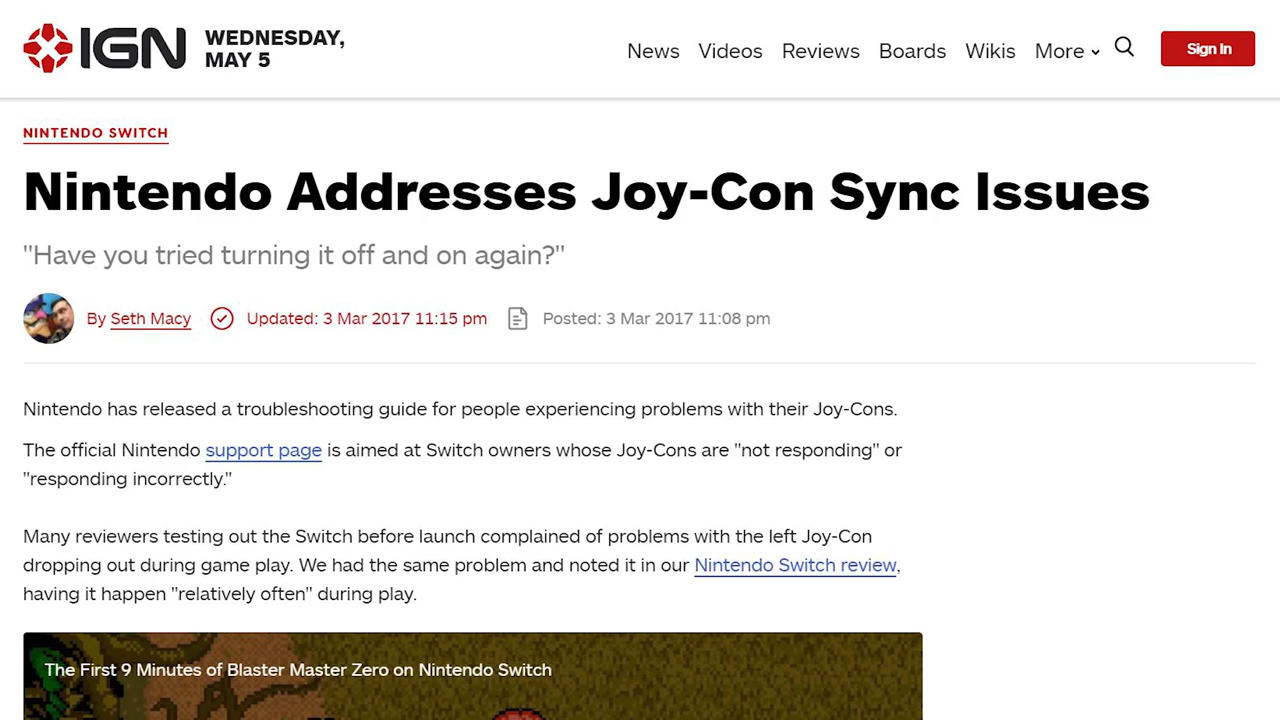 IGN
WEDNESDAY,
MAY 5
News Videos Reviews Boards Wikis More Sign In
NINTENDO SWITCH
Nintendo Addresses Joy-Con Sync Issues
"Have you tried turning it off and on again?"
By Seth Macy Updated: 3 Mar 2017 11:15 pm Posted: 3 Mar 2017 11:08 pm
Nintendo has released a troubleshooting guide for people experiencing problems with their Joy-Cons.
The official Nintendo support page is aimed at Switch owners whose Joy-Cons are "not responding" or
"responding incorrectly."
Many reviewers testing out the Switch before launch complained of problems with the left Joy-Con
dropping out during game play. We had the same problem and noted it in our Nintendo Switch review,
having it happen "relatively often" during play.
The First 9 Minutes of Blaster Master Zero on Nintendo Switch